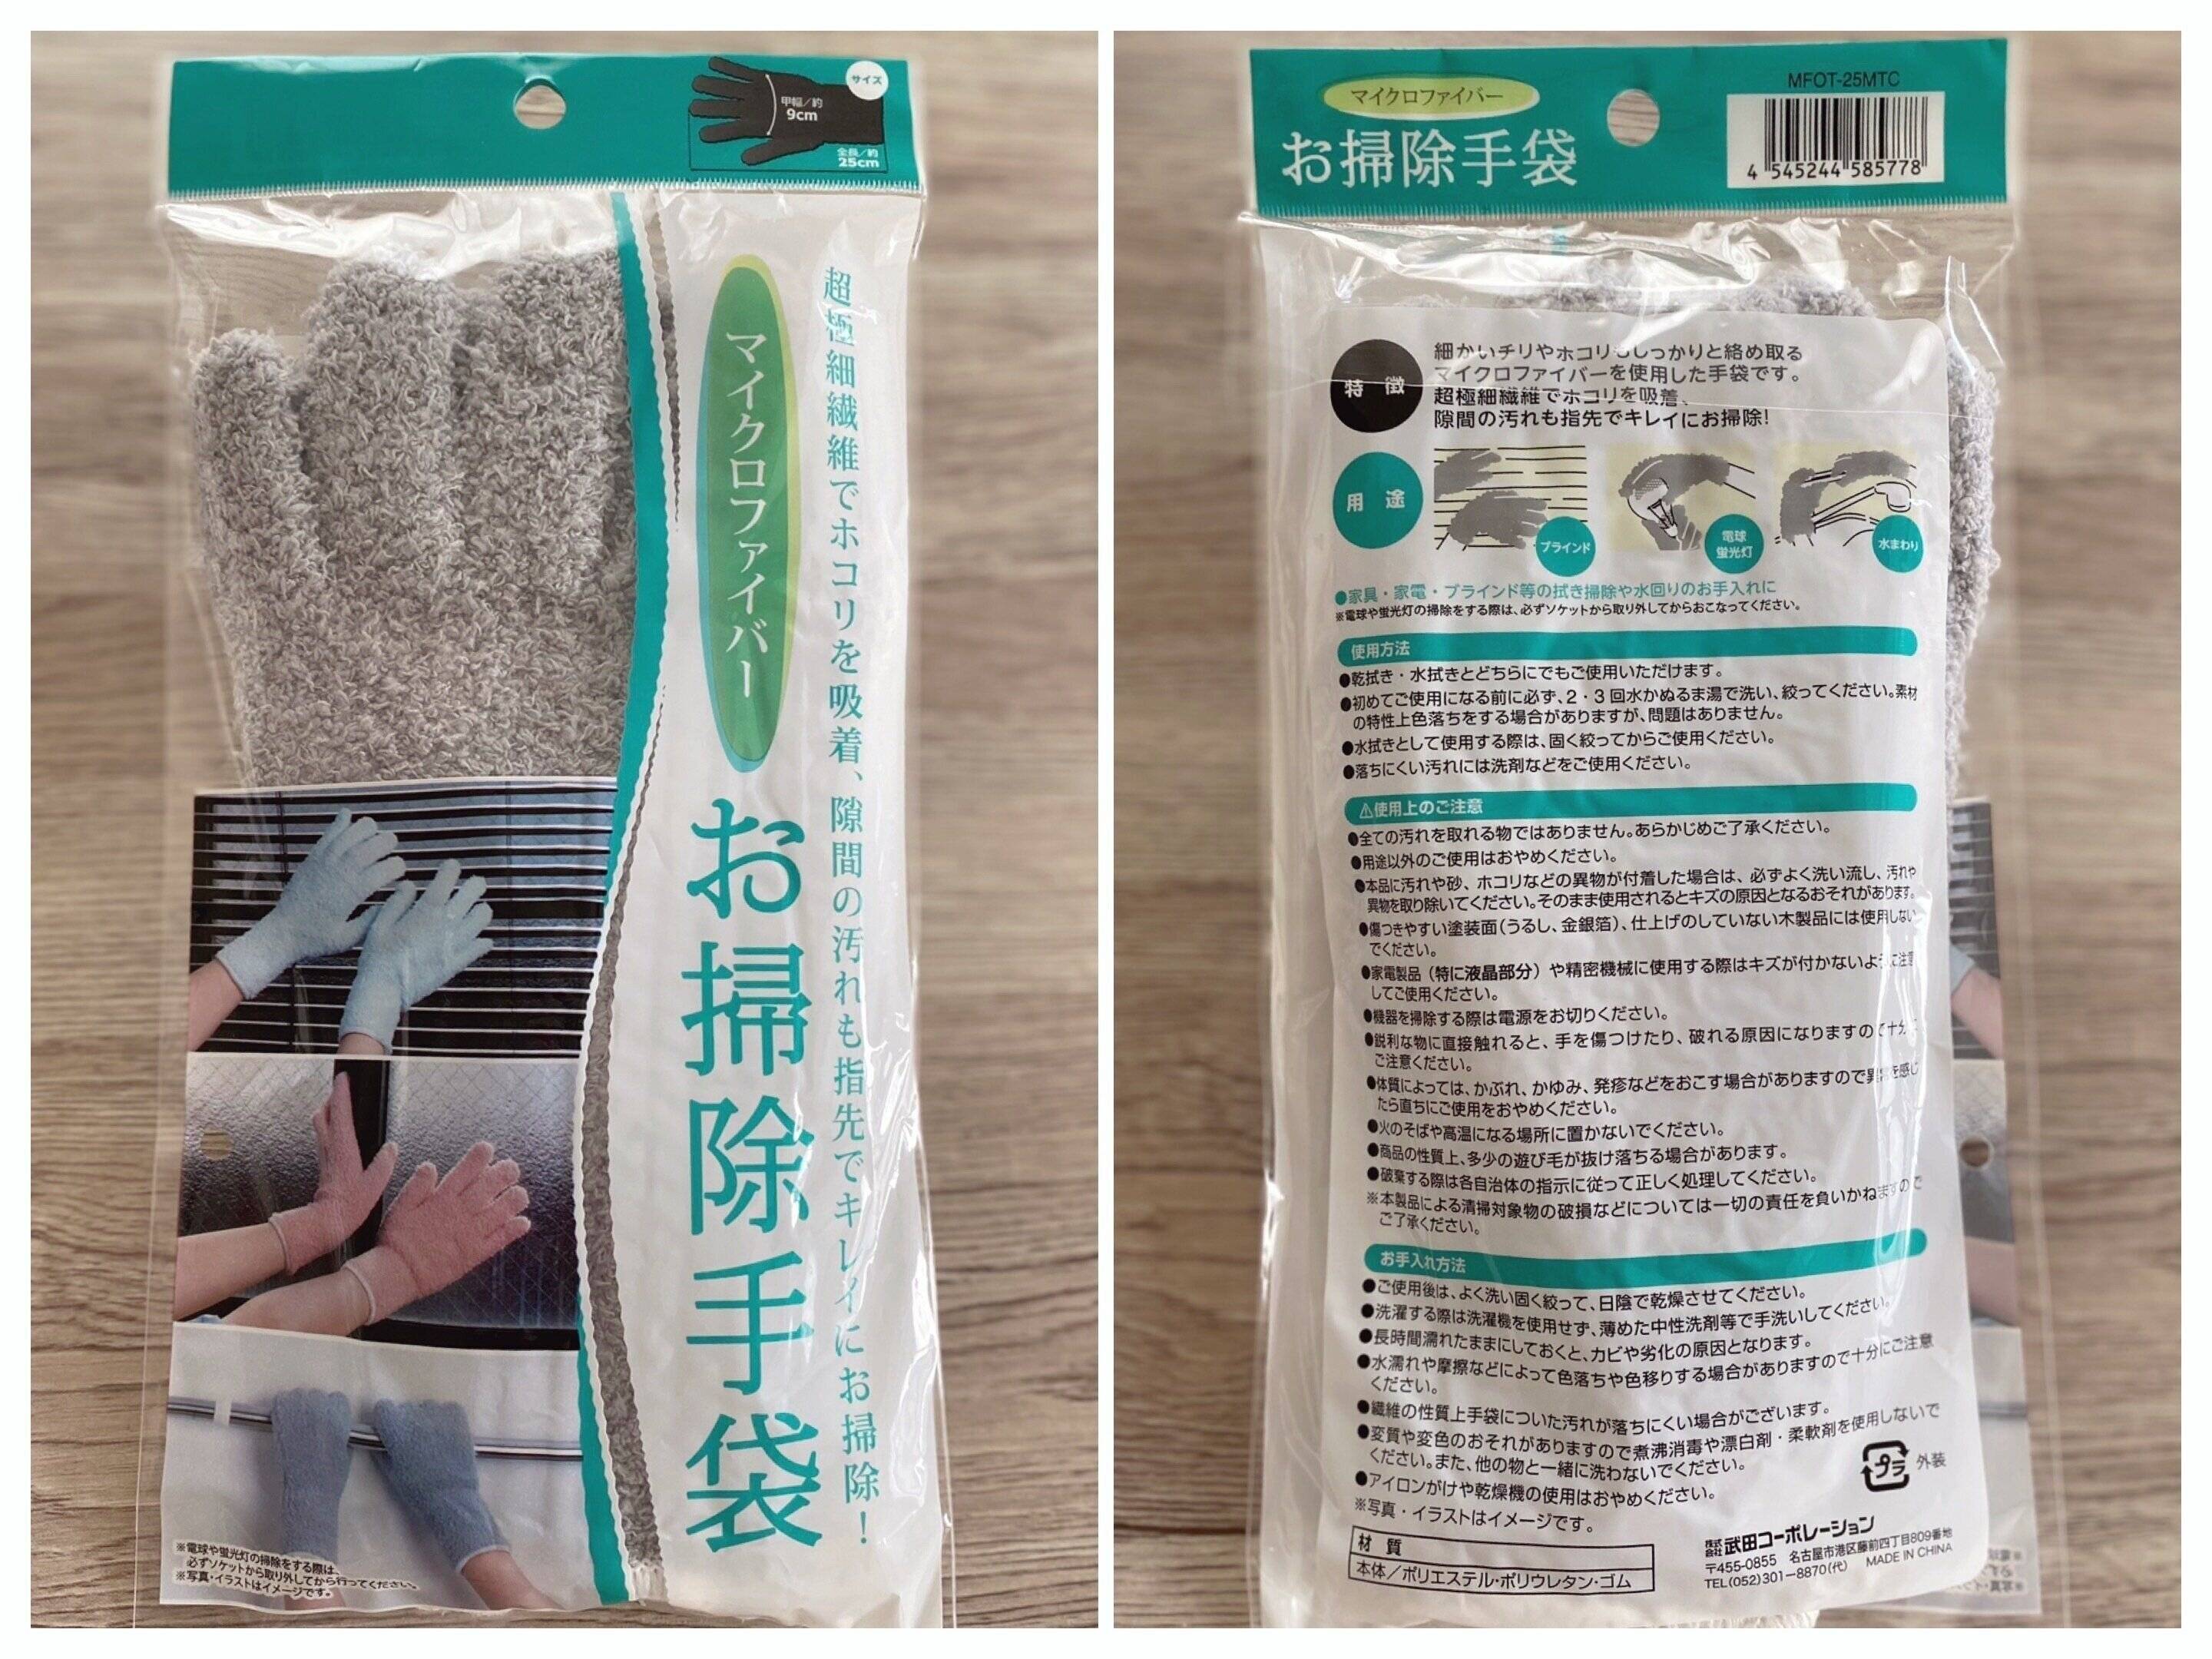 サイズ
甲幅/約
9cm
全長/約
25cm
超極細繊維でホコリを吸着、隙間の汚れも指先でキレイにお掃除!
マイクロファイバー
お掃除手袋
※電球や蛍光灯の掃除をする際は、
必ずソケットから取り外してから行ってください。
※写真・イラストはイメージです。
マイクロファイバー
お掃除手袋
MFOT-25MTC
4 545244 585778
特 徴
細かいチリやホコリもしっかりと絡め取る
マイクロファイバーを使用した手袋です。
超極細繊維でホコリを吸着、
隙間の汚れも指先でキレイにお掃除!
用 途
ブラインド
電球
蛍光灯
水まわり
●家具・家電・ブラインド等の拭き掃除や水回りのお手入れに
※電球や蛍光灯の掃除をする際は、必ずソケットから取り外してからおこなってください。
使用方法
●乾拭き・水拭きとどちらにでもご使用いただけます。
●初めてご使用になる前に必ず、2・3回水かぬるま湯で洗い、絞ってください。素材
の特性上色落ちをする場合がありますが、問題はありません。
●水拭きとして使用する際は、固く絞ってからご使用ください。
●落ちにくい汚れには洗剤などをご使用ください。
⚠使用上のご注意
●全ての汚れを取れる物ではありません。あらかじめご了承ください。
●用途以外のご使用はおやめください。
●本品に汚れや砂、ホコリなどの異物が付着した場合は、必ずよく洗い流し、汚れや
異物を取り除いてください。そのまま使用されるとキズの原因となるおそれがあります。
●傷つきやすい塗装面(うるし、金銀箔)、仕上げのしていない木製品には使用しない
でください。
●家電製品(特に液晶部分)や精密機械に使用する際はキズが付かないように注意
してご使用ください。
●機器を掃除する際は電源をお切りください。
●鋭利な物に直接触れると、手を傷つけたり、破れる原因になりますので十分に
ご注意ください。
●体質によっては、かぶれ、かゆみ、発疹などをおこす場合がありますので異常を感じ
たら直ちにご使用をおやめください。
●火のそばや高温になる場所に置かないでください。
●商品の性質上、多少の遊び毛が抜け落ちる場合があります。
●破棄する際は各自治体の指示に従って正しく処理してください。
※本製品による清掃対象物の破損などについては一切の責任を負いかねますので
ご了承ください。
お手入れ方法
●ご使用後は、よく洗い固く絞って、日陰で乾燥させてください。
●洗濯する際は洗濯機を使用せず、薄めた中性洗剤等で手洗いしてください。
●長時間濡れたままにしておくと、カビや劣化の原因となります。
●水濡れや摩擦などによって色落ちや色移りする場合がありますので十分にご注意
ください。
●繊維の性質上手袋についた汚れが落ちにくい場合がございます。
●変質や変色のおそれがありますので煮沸消毒や漂白剤・柔軟剤を使用しないで
ください。また、他の物と一緒に洗わないでください。
●アイロンがけや乾燥機の使用はおやめください。
※写真・イラストはイメージです。
プラ 外装
材 質
本体/ポリエステル・ポリウレタン・ゴム
株式会社武田コーポレーション
〒455-0855 名古屋市港区藤前四丁目809番地
TEL(052)301-8870(代) MADE IN CHINA